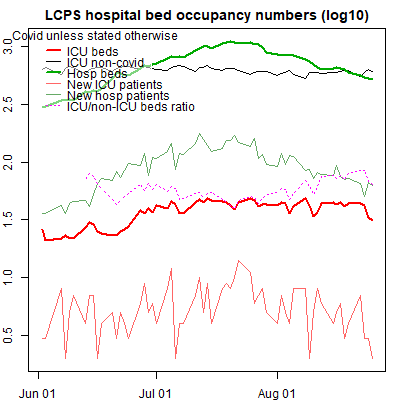 LCPS hospital bed occupancy numbers (log10)
Covid unless stated otherwise
ICU beds
ICU non-covid
Hosp beds
New ICU patients
New hosp patients
ICU/non-ICU beds ratio
3.0
2.5
2.0
1.5
1.0
0.5
Jun 01
Jul 01
Aug 01